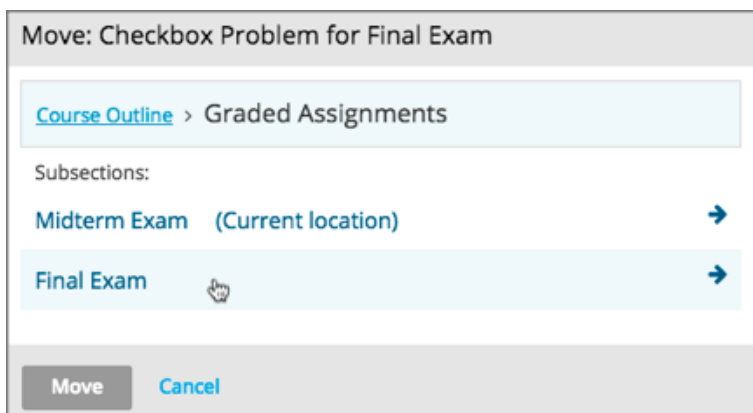 Move: Checkbox Problem for Final Exam
Course Outline > Graded Assignments
Subsections:
Midterm Exam (Current location)
Final Exam
Move Cancel